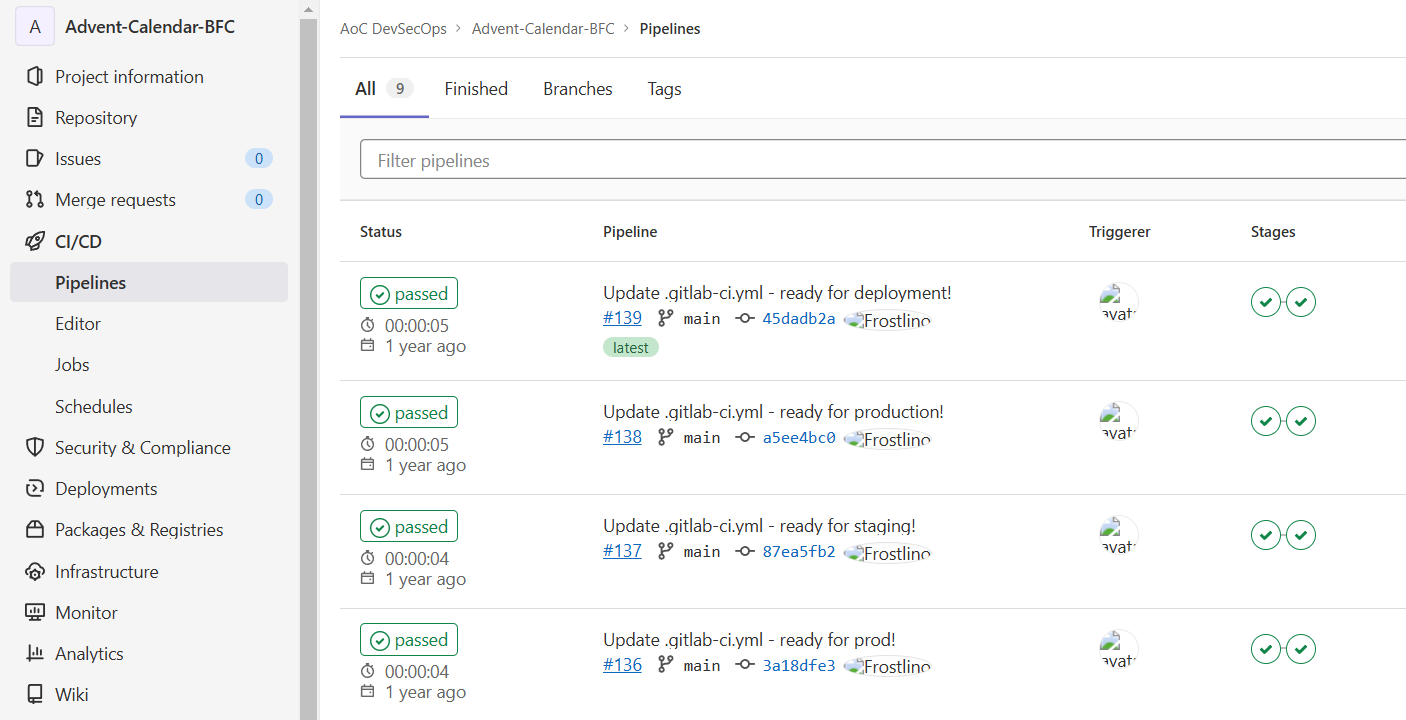 A Advent-Calendar-BFC
Project information
Repository
Issues 0
Merge requests 0
CI/CD
Pipelines
Editor
Jobs
Schedules
Security & Compliance
Deployments
Packages & Registries
Infrastructure
Monitor
Analytics
Wiki
AoC DevSecOps > Advent-Calendar-BFC > Pipelines
All 9 Finished Branches Tags
Filter pipelines
Status Pipeline Triggerer Stages
passed
00:00:05
1 year ago
Update .gitlab-ci.yml - ready for deployment!
#139 main 45dadb2a Frostlino
latest
avata
passed
00:00:05
1 year ago
Update .gitlab-ci.yml - ready for production!
#138 main a5ee4bc0 Frostlino
avata
passed
00:00:04
1 year ago
Update .gitlab-ci.yml - ready for staging!
#137 main 87ea5fb2 Frostlino
avata
passed
00:00:04
1 year ago
Update .gitlab-ci.yml - ready for prod!
#136 main 3a18dfe3 Frostlino
avata